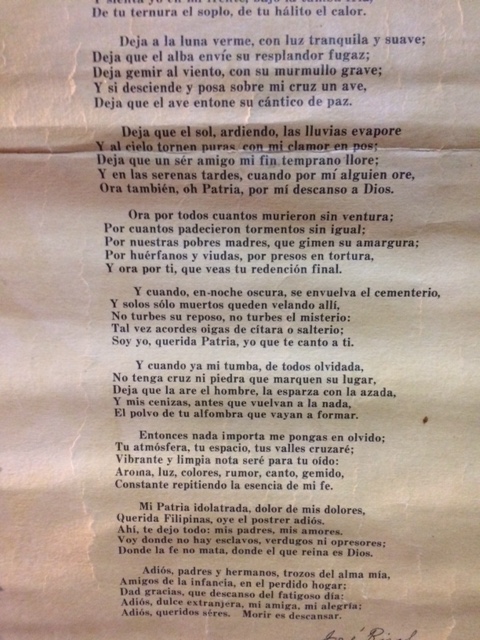 Y sienta yo en mi frente, bajo la tumba fría,
De tu ternura el soplo, de tu hálito el calor.
Deja a la luna verme, con luz tranquila y suave;
Deja que el alba envíe su resplandor fugaz;
Deja gemir al viento, con su murmullo grave;
Y si desciende y posa sobre mi cruz un ave,
Deja que el ave entone su cántico de paz.
Deja que el sol, ardiendo, las lluvias evapore
Y al cielo tornen puras, con mi clamor en pos;
Deja que un sér amigo mi fin temprano llore;
Y en las serenas tardes, cuando por mí alguien ore,
Ora también, oh Patria, por mí descanso a Dios.
Ora por todos cuantos murieron sin ventura;
Por cuantos padecieron tormentos sin igual;
Por nuestras pobres madres, que gimen su amargura;
Por huérfanos y viudas, por presos en tortura,
Y ora por ti, que veas tu redención final.
Y cuando, en-noche oscura, se envuelva el cementerio,
Y solos sólo muertos queden velando allí,
No turbes su reposo, no turbes el misterio:
Tal vez acordes oigas de cítara o salterio;
Soy yo, querida Patria, yo que te canto a ti.
Y cuando ya mi tumba, de todos olvidada,
No tenga cruz ni piedra que marquen su lugar,
Deja que la are el hombre, la esparza con la azada,
Y mis cenizas, antes que vuelvan a la nada,
El polvo de tu alfombra que vayan a formar.
Entonces nada importa me pongas en olvido;
Tu atmósfera, tu espacio, tus valles cruzaré;
Vibrante y limpia nota seré para tu oido:
Aroma, luz, colores, rumor, canto, gemido,
Constante repitiendo la esencia de mi fe.
Mi Patria idolatrada, dolor de mis dolores,
Querida Filipinas, oye el postrer adiós.
Ahí, te dejo todo: mis padres, mis amores.
Voy donde no hay esclavos, verdugos ni opresores;
Donde la fe no mata, donde el que reina es Dios.
Adiós, padres y hermanos, trozos del alma mía,
Amigos de la infancia, en el perdido hogar;
Dad gracias, que descanso del fatigoso día:
Adiós, dulce extranjera, mi amiga, mi alegría;
Adiós, queridos séres. Morir es descansar.
José Rizal